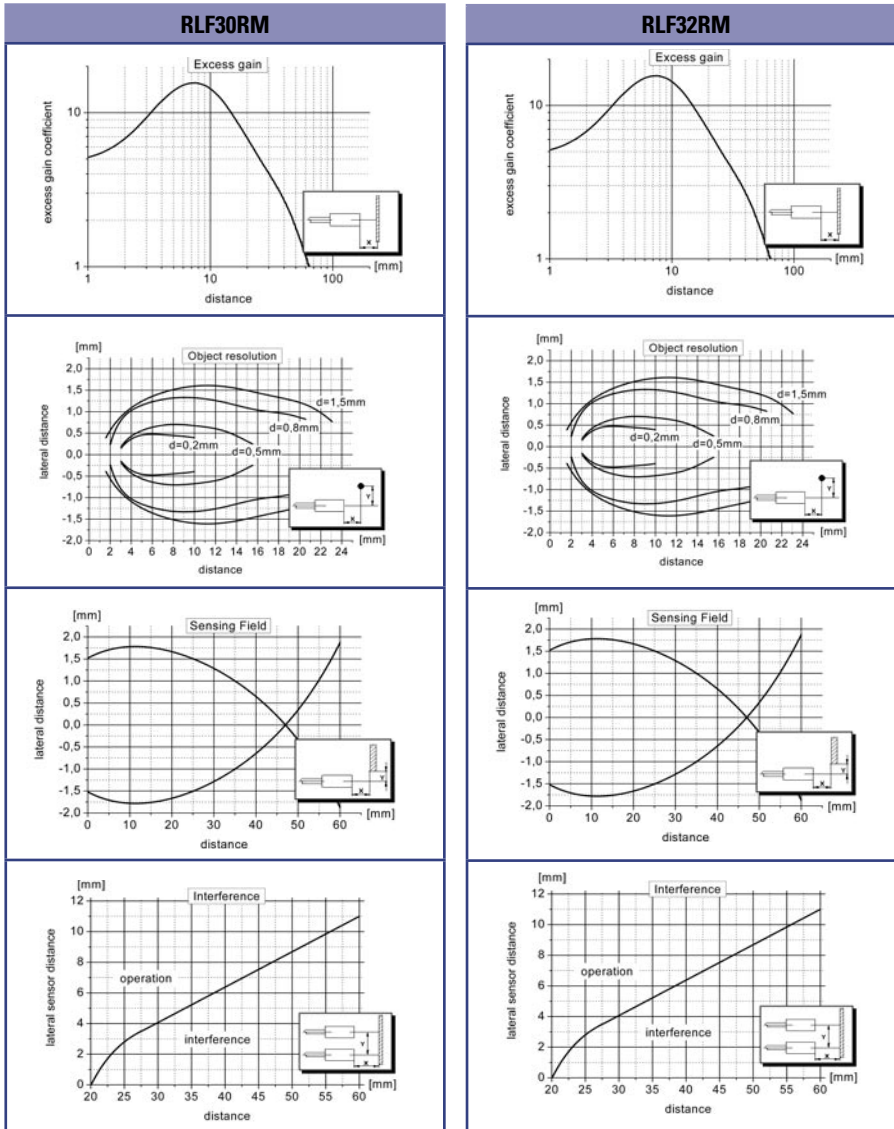 RLF30RM
Excess gain
excess gain coefficient
10
1
1 10 100
[mm]
distance
X
[mm]
Object resolution
2,0
1,5
1,0
0,5
0,0
-0,5
-1,0
-1,5
-2,0
lateral distance
d=1,5mm
d=0,8mm
d=0,2mm
d=0,5mm
Y
X
0 2 4 6 8 10 12 14 16 18 20 22 24
[mm]
distance
[mm]
Sensing Field
2,0
1,5
1,0
0,5
0,0
-0,5
-1,0
-1,5
-2,0
lateral distance
Y
X
0 10 20 30 40 50 60
[mm]
distance
[mm]
Interference
12
10
8
6
4
2
0
lateral sensor distance
operation
interference
Y
X
20 25 30 35 40 45 50 55 60
[mm]
distance
RLF32RM
Excess gain
excess gain coefficient
10
1
1 10 100
[mm]
distance
X
[mm]
Object resolution
2,0
1,5
1,0
0,5
0,0
-0,5
-1,0
-1,5
-2,0
lateral distance
d=1,5mm
d=0,8mm
d=0,2mm
d=0,5mm
Y
X
0 2 4 6 8 10 12 14 16 18 20 22 24
[mm]
distance
[mm]
Sensing Field
2,0
1,5
1,0
0,5
0,0
-0,5
-1,0
-1,5
-2,0
lateral distance
Y
X
0 10 20 30 40 50 60
[mm]
distance
[mm]
Interference
12
10
8
6
4
2
0
lateral sensor distance
operation
interference
Y
X
20 25 30 35 40 45 50 55 60
[mm]
distance